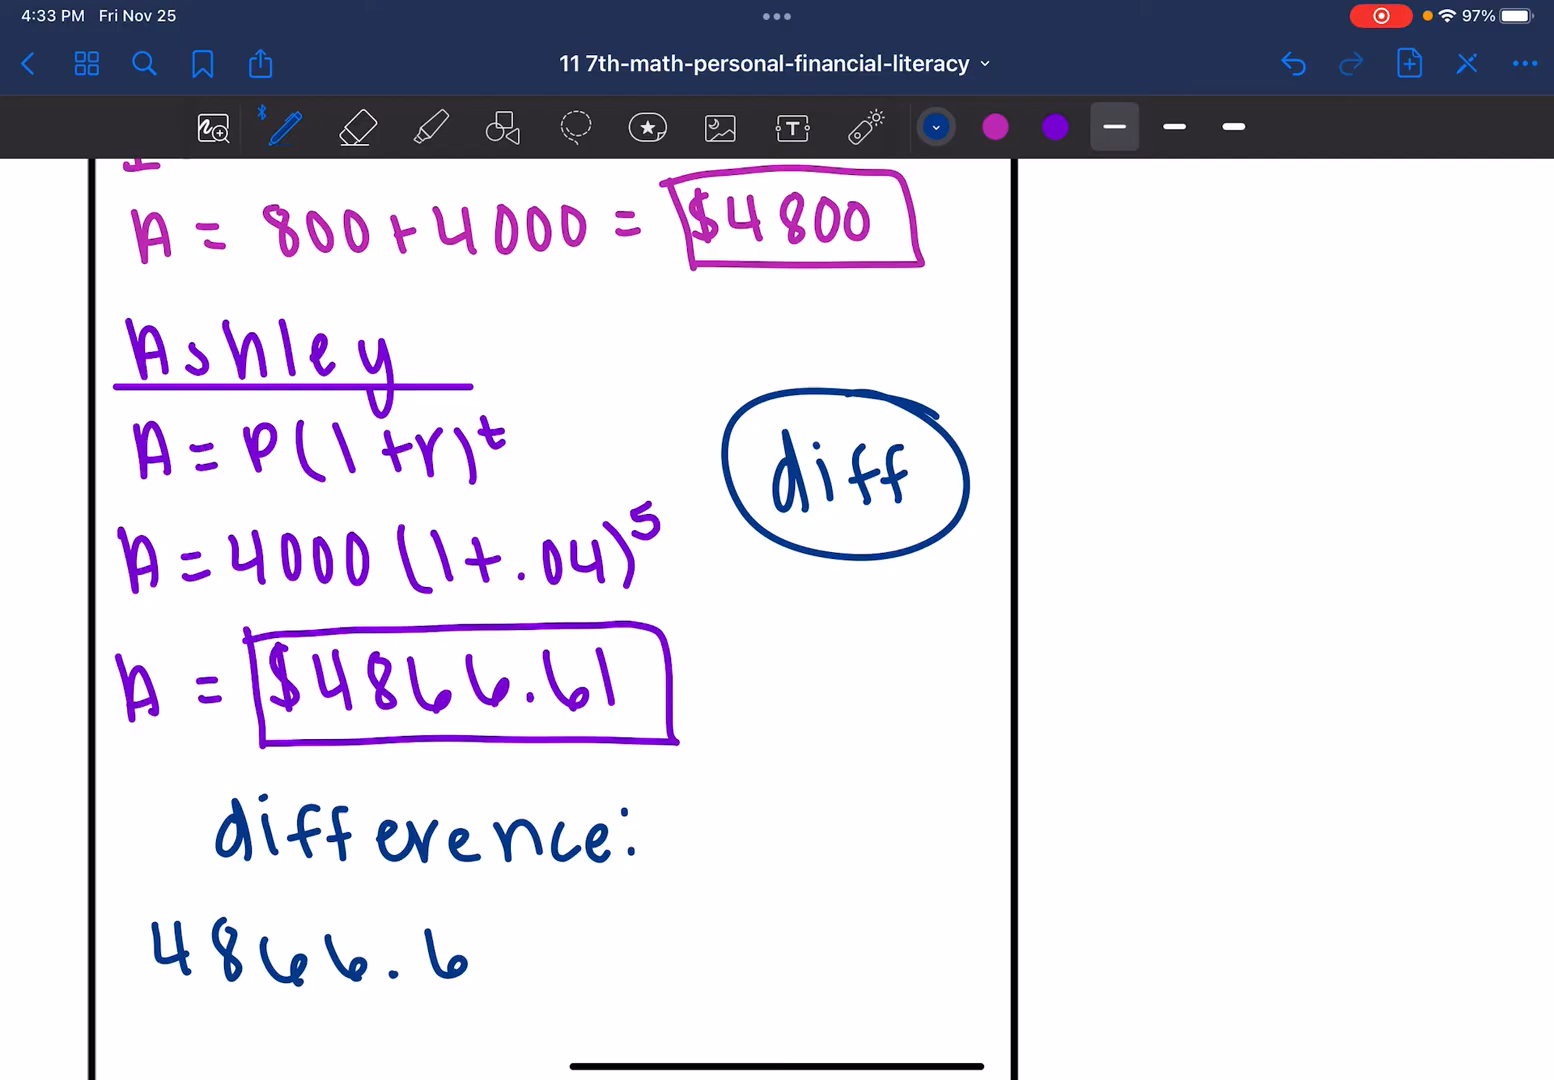 4:33 PM Fri Nov 25
97%
11 7th-math-personal-financial-literacy
T
I
A = 800 + 4000 = $4800
Ashley
A = P(1+r)^t
diff
A = 4000 (1+.04)^5
A = $4866.61
difference:
4866.6